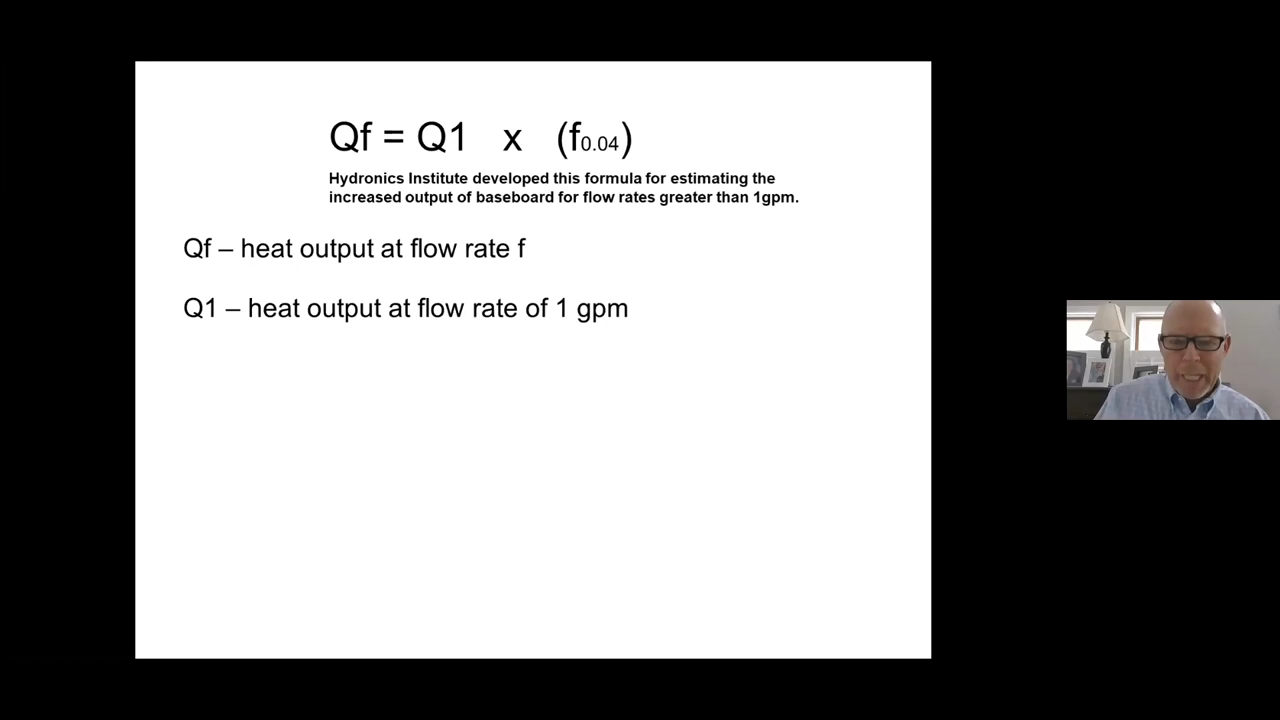 Qf = Q1 x (f0.04)
Hydronics Institute developed this formula for estimating the
increased output of baseboard for flow rates greater than 1gpm.
Qf – heat output at flow rate f
Q1 – heat output at flow rate of 1 gpm